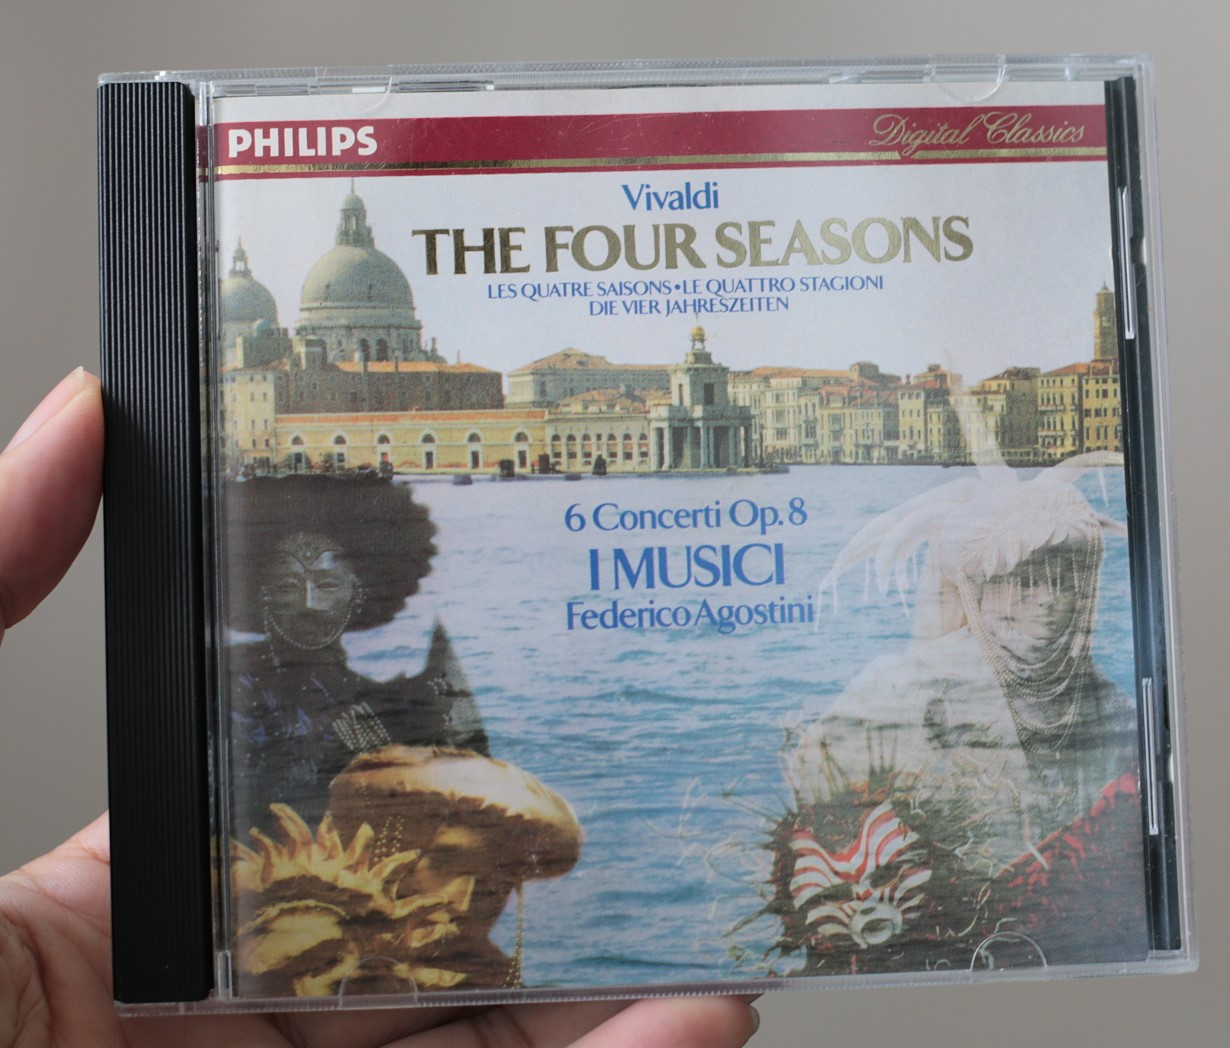 PHILIPS
Digital Classics
Vivaldi
THE FOUR SEASONS
LES QUATRE SAISONS • LE QUATTRO STAGIONI
DIE VIER JAHRESZEITEN
6 Concerti Op. 8
I MUSICI
Federico Agostini